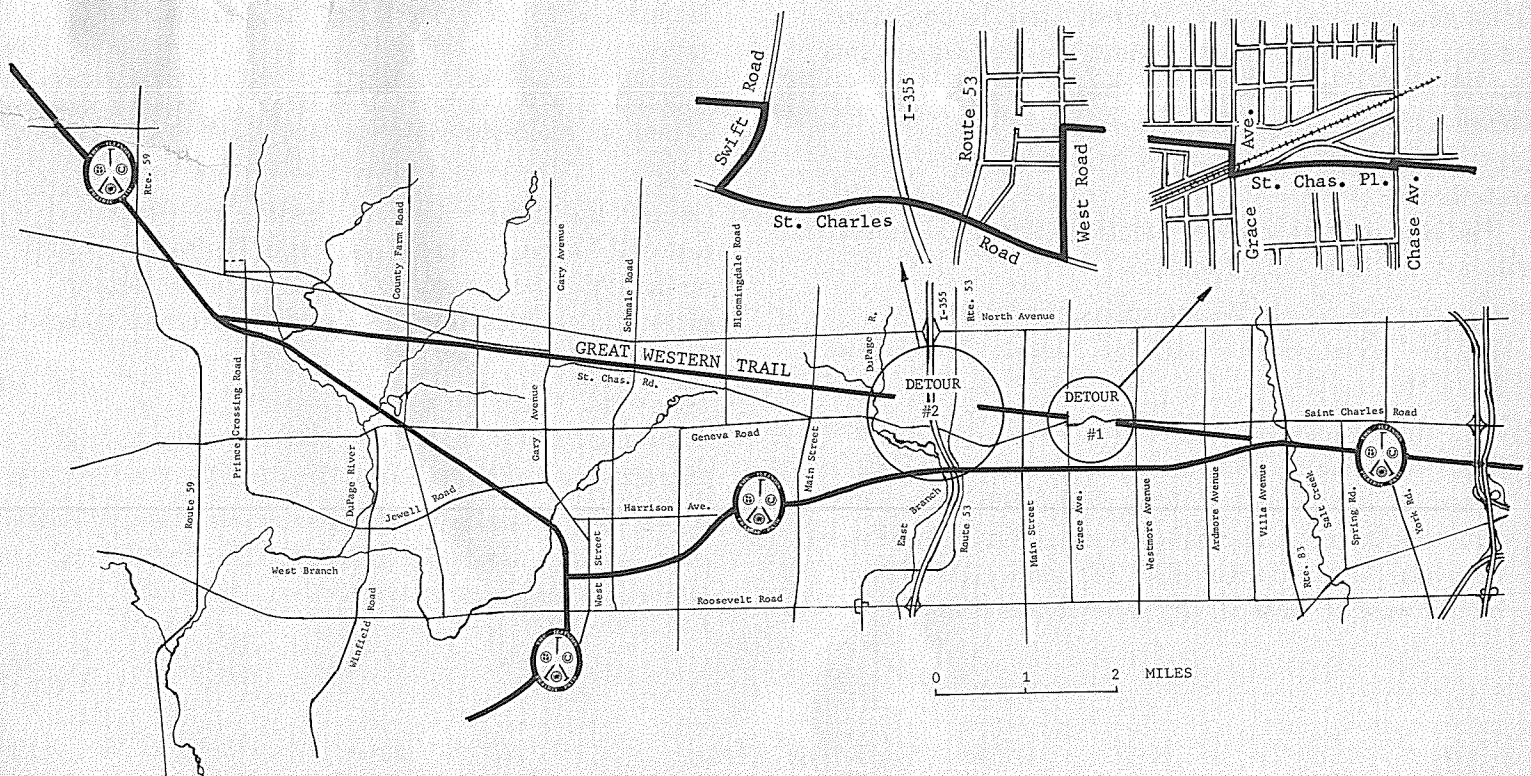 Swift Road
I-355
Route 53
West Road
St. Charles Road
Grace Ave.
St. Chas. Pl.
Chase Av.
Rte. 59
County Farm Road
Gary Avenue
Schmale Road
Bloomingdale Road
DuPage R.
I-355
Rte. 53
North Avenue
GREAT WESTERN TRAIL
St. Chas. Rd.
DETOUR
#2
DETOUR
#1
Saint Charles Road
Prince Crossing Road
Geneva Road
Main Street
Gary Avenue
Route 59
DuPage River
Jewell Road
Harrison Ave.
East Branch
Route 53
Main Street
Grace Ave.
Westmore Avenue
Ardmore Avenue
Villa Avenue
Rte. 83
Salt Creek
Spring Rd.
York Rd.
West Branch
Winfield Road
West Street
Roosevelt Road
0 1 2 MILES